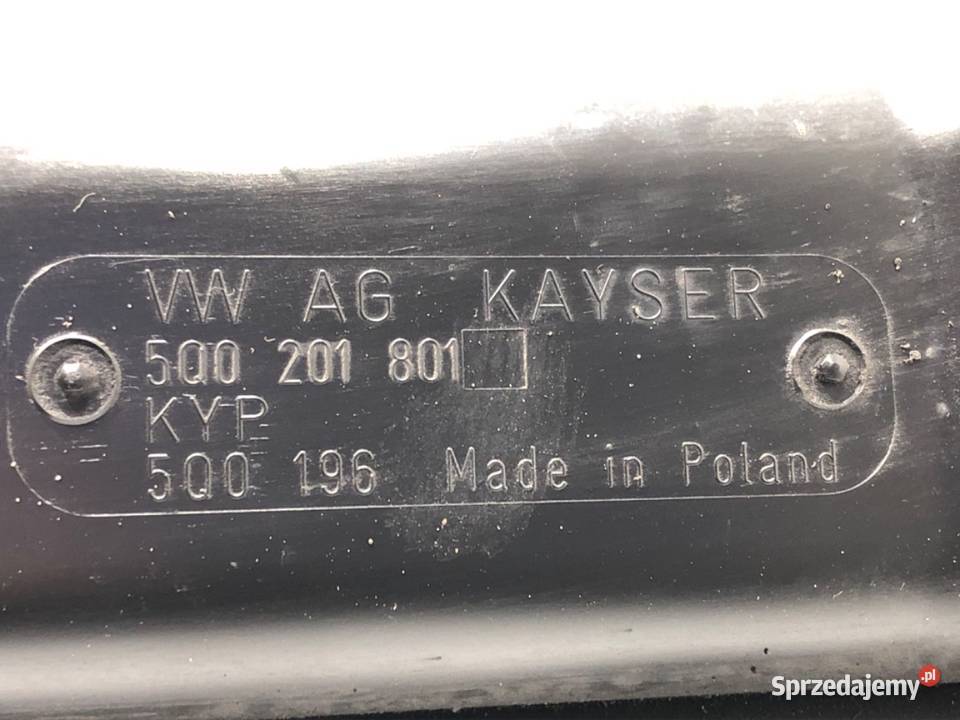 VW AG KAYSER
5Q0 201 801
KYP
5Q0 196 Made in Poland
Sprzedajemy.pl